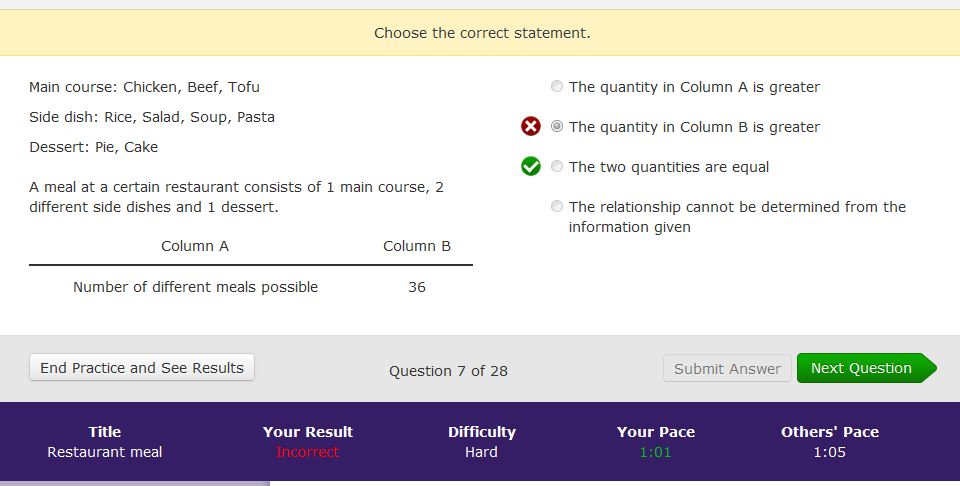 Choose the correct statement.
Main course: Chicken, Beef, Tofu
Side dish: Rice, Salad, Soup, Pasta
Dessert: Pie, Cake
A meal at a certain restaurant consists of 1 main course, 2
different side dishes and 1 dessert.
Column A Column B
Number of different meals possible 36
The quantity in Column A is greater
The quantity in Column B is greater
The two quantities are equal
The relationship cannot be determined from the
information given
End Practice and See Results
Question 7 of 28
Submit Answer
Next Question
Title Your Result Difficulty Your Pace Others' Pace
Restaurant meal Incorrect Hard 1:01 1:05